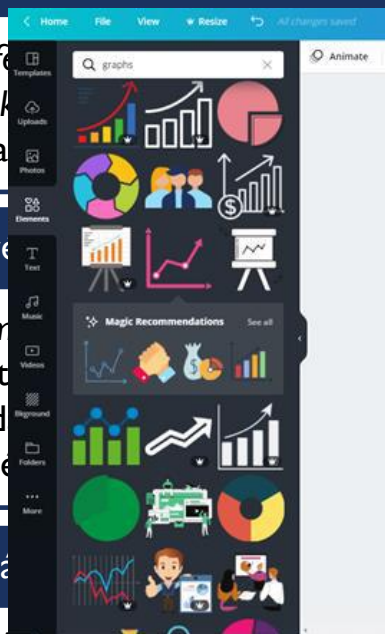 Home File View Resize All changes saved
Templates
graphs
Animate
Uploads
Photos
Elements
Text
Magic Recommendations See all
Music
Videos
Bkground
Folders
More